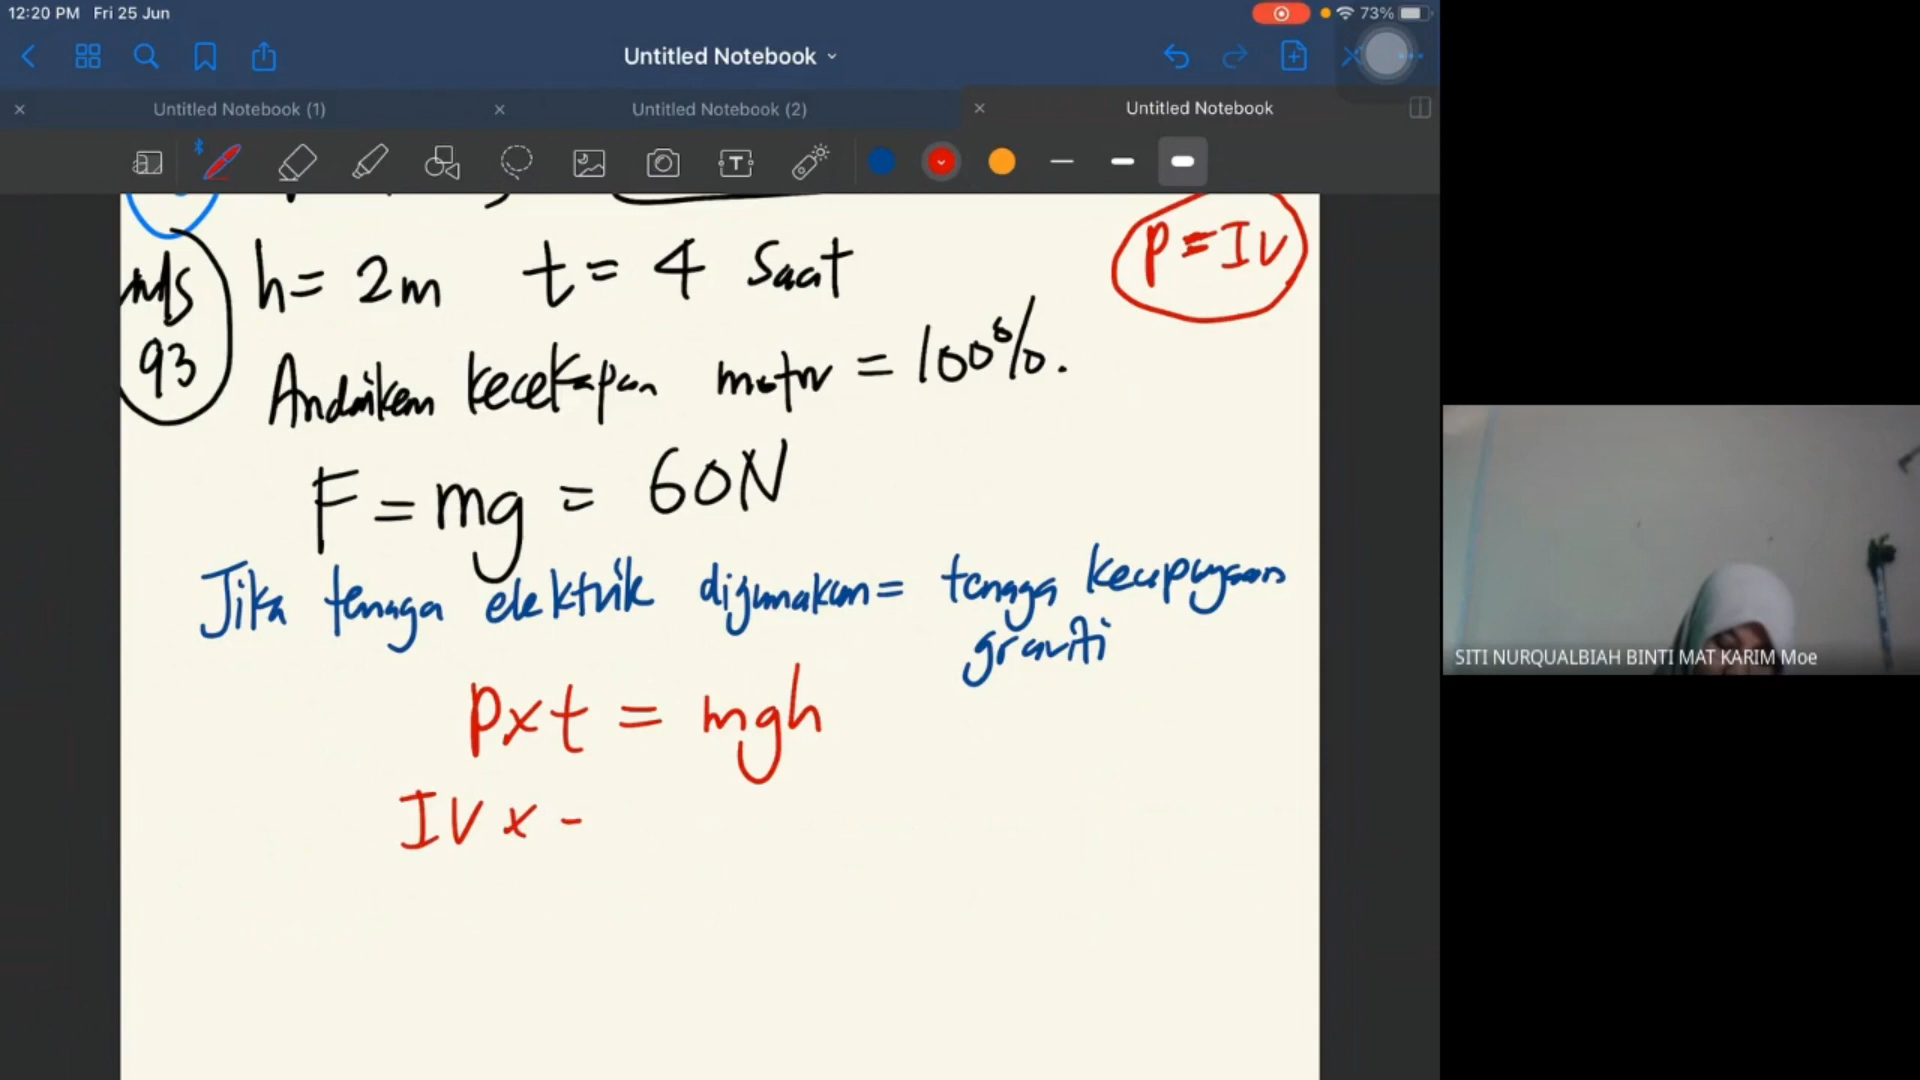 12:20 PM Fri 25 Jun
73%
Untitled Notebook
Untitled Notebook (1)
Untitled Notebook (2)
Untitled Notebook
P = IV
m/s
93
h = 2m t = 4 Saat
Andaikan kecekapan motor = 100%.
F = mg = 60N
Jika tenaga elektrik digunakan = tenaga keupayaan
graviti
P x t = mgh
IV x -
SITI NURQUALBIAH BINTI MAT KARIM Moe